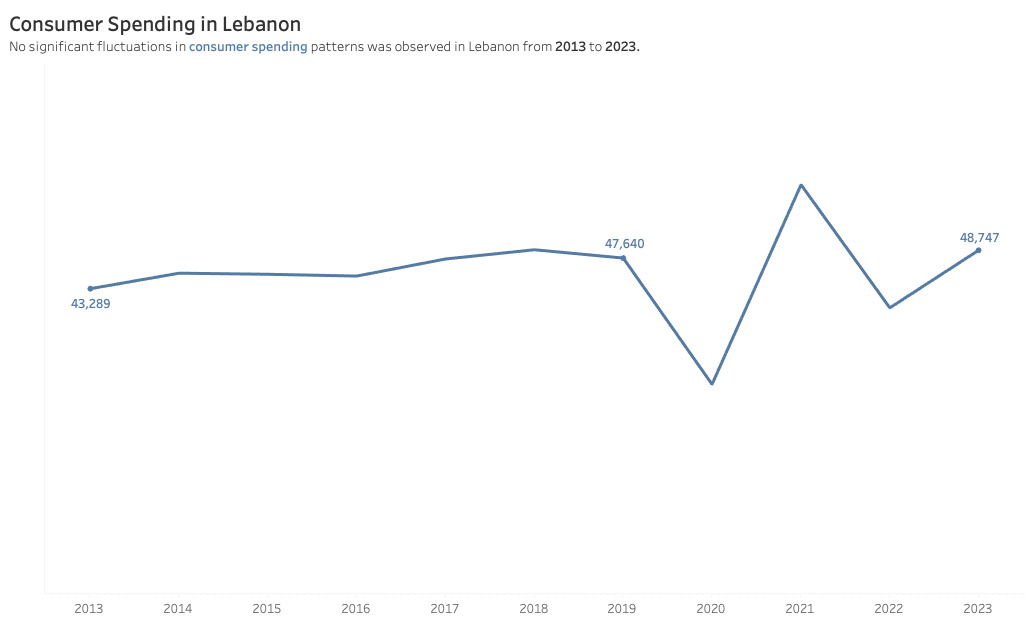 Consumer Spending in Lebanon
No significant fluctuations in consumer spending patterns was observed in Lebanon from 2013 to 2023.
47,640
48,747
43,289
2013 2014 2015 2016 2017 2018 2019 2020 2021 2022 2023